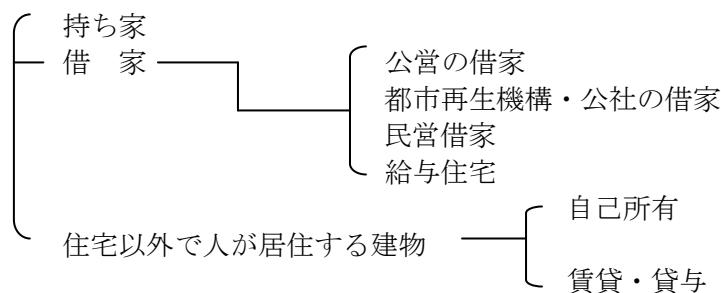 持ち家
借　家
公営の借家
都市再生機構・公社の借家
民営借家
給与住宅
住宅以外で人が居住する建物
自己所有
賃貸・貸与